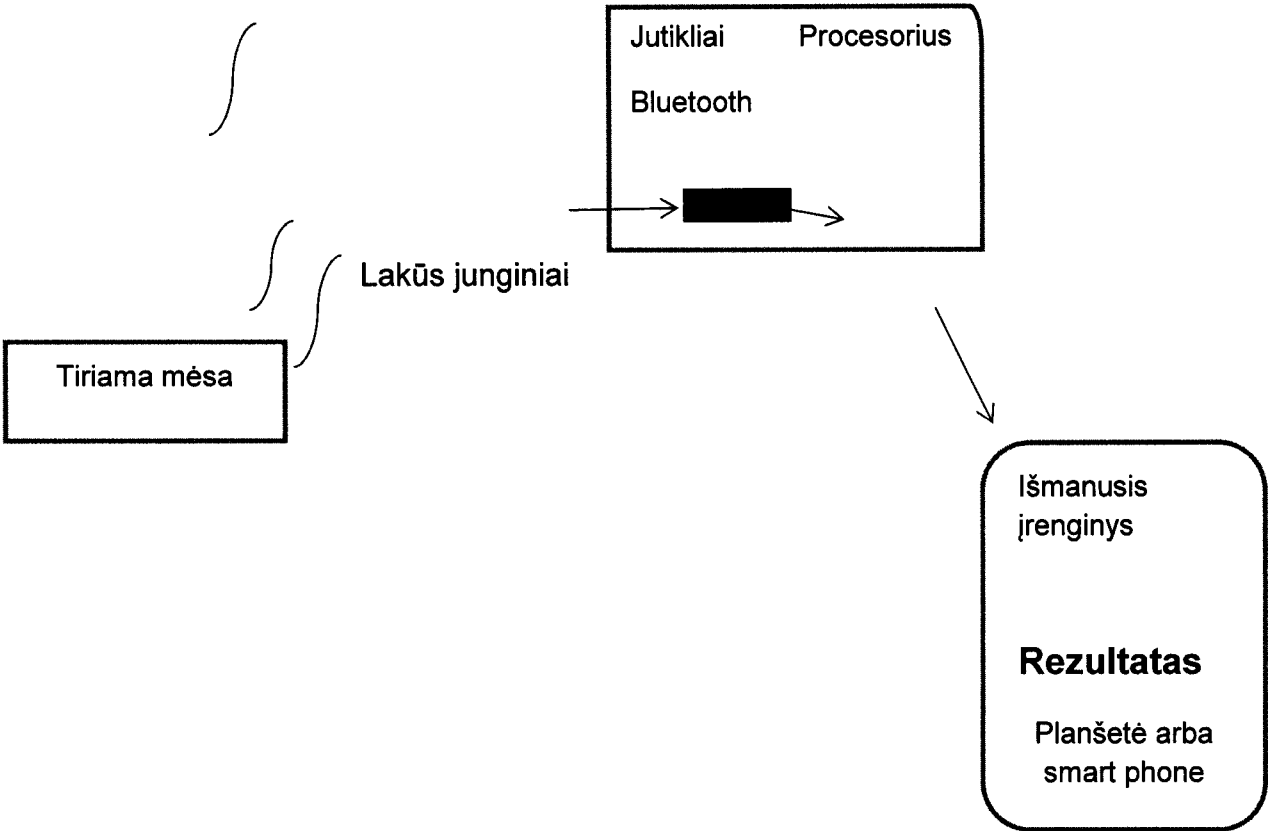 Jutikliai Procesorius
Bluetooth
Lakūs junginiai
Tiriama mėsa
Išmanusis
įrenginys
Rezultatas
Planšetė arba
smart phone